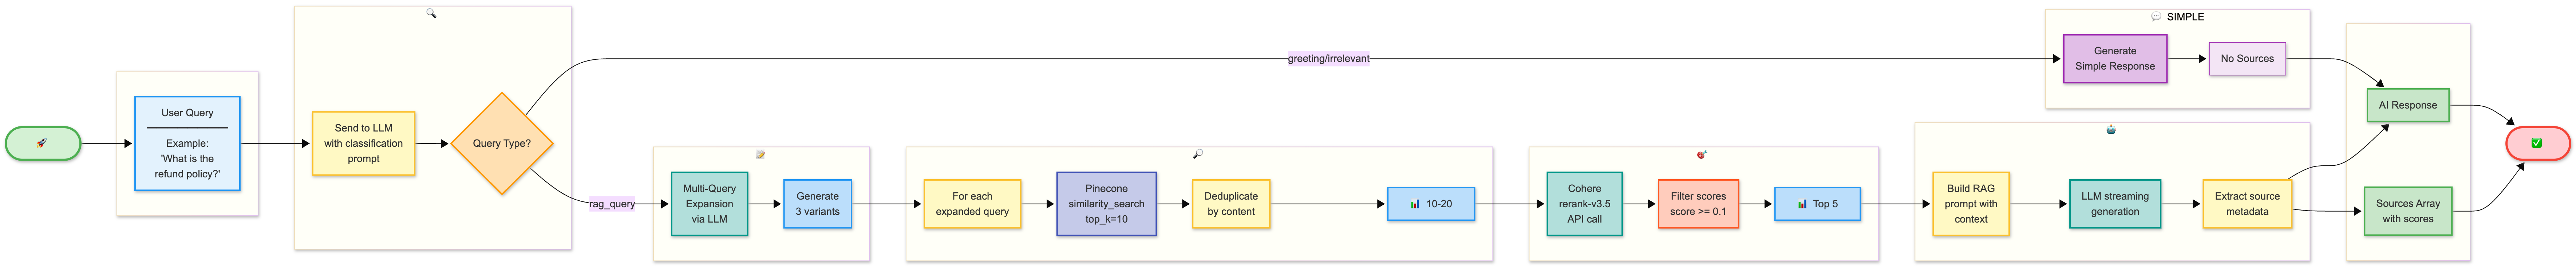 User Query
Example:
'What is the
refund policy?'
Send to LLM
with classification
prompt
Query Type?
greeting/irrelevant
rag_query
Multi-Query
Expansion
via LLM
Generate
3 variants
For each
expanded query
Pinecone
similarity_search
top_k=10
Deduplicate
by content
10-20
Cohere
rerank-v3.5
API call
Filter scores
score >= 0.1
Top 5
Build RAG
prompt with
context
LLM streaming
generation
Extract source
metadata
SIMPLE
Generate
Simple Response
No Sources
AI Response
Sources Array
with scores